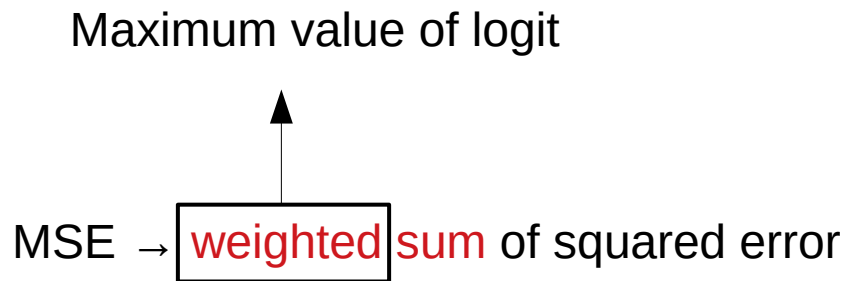 Maximum value of logit
MSE → weighted sum of squared error